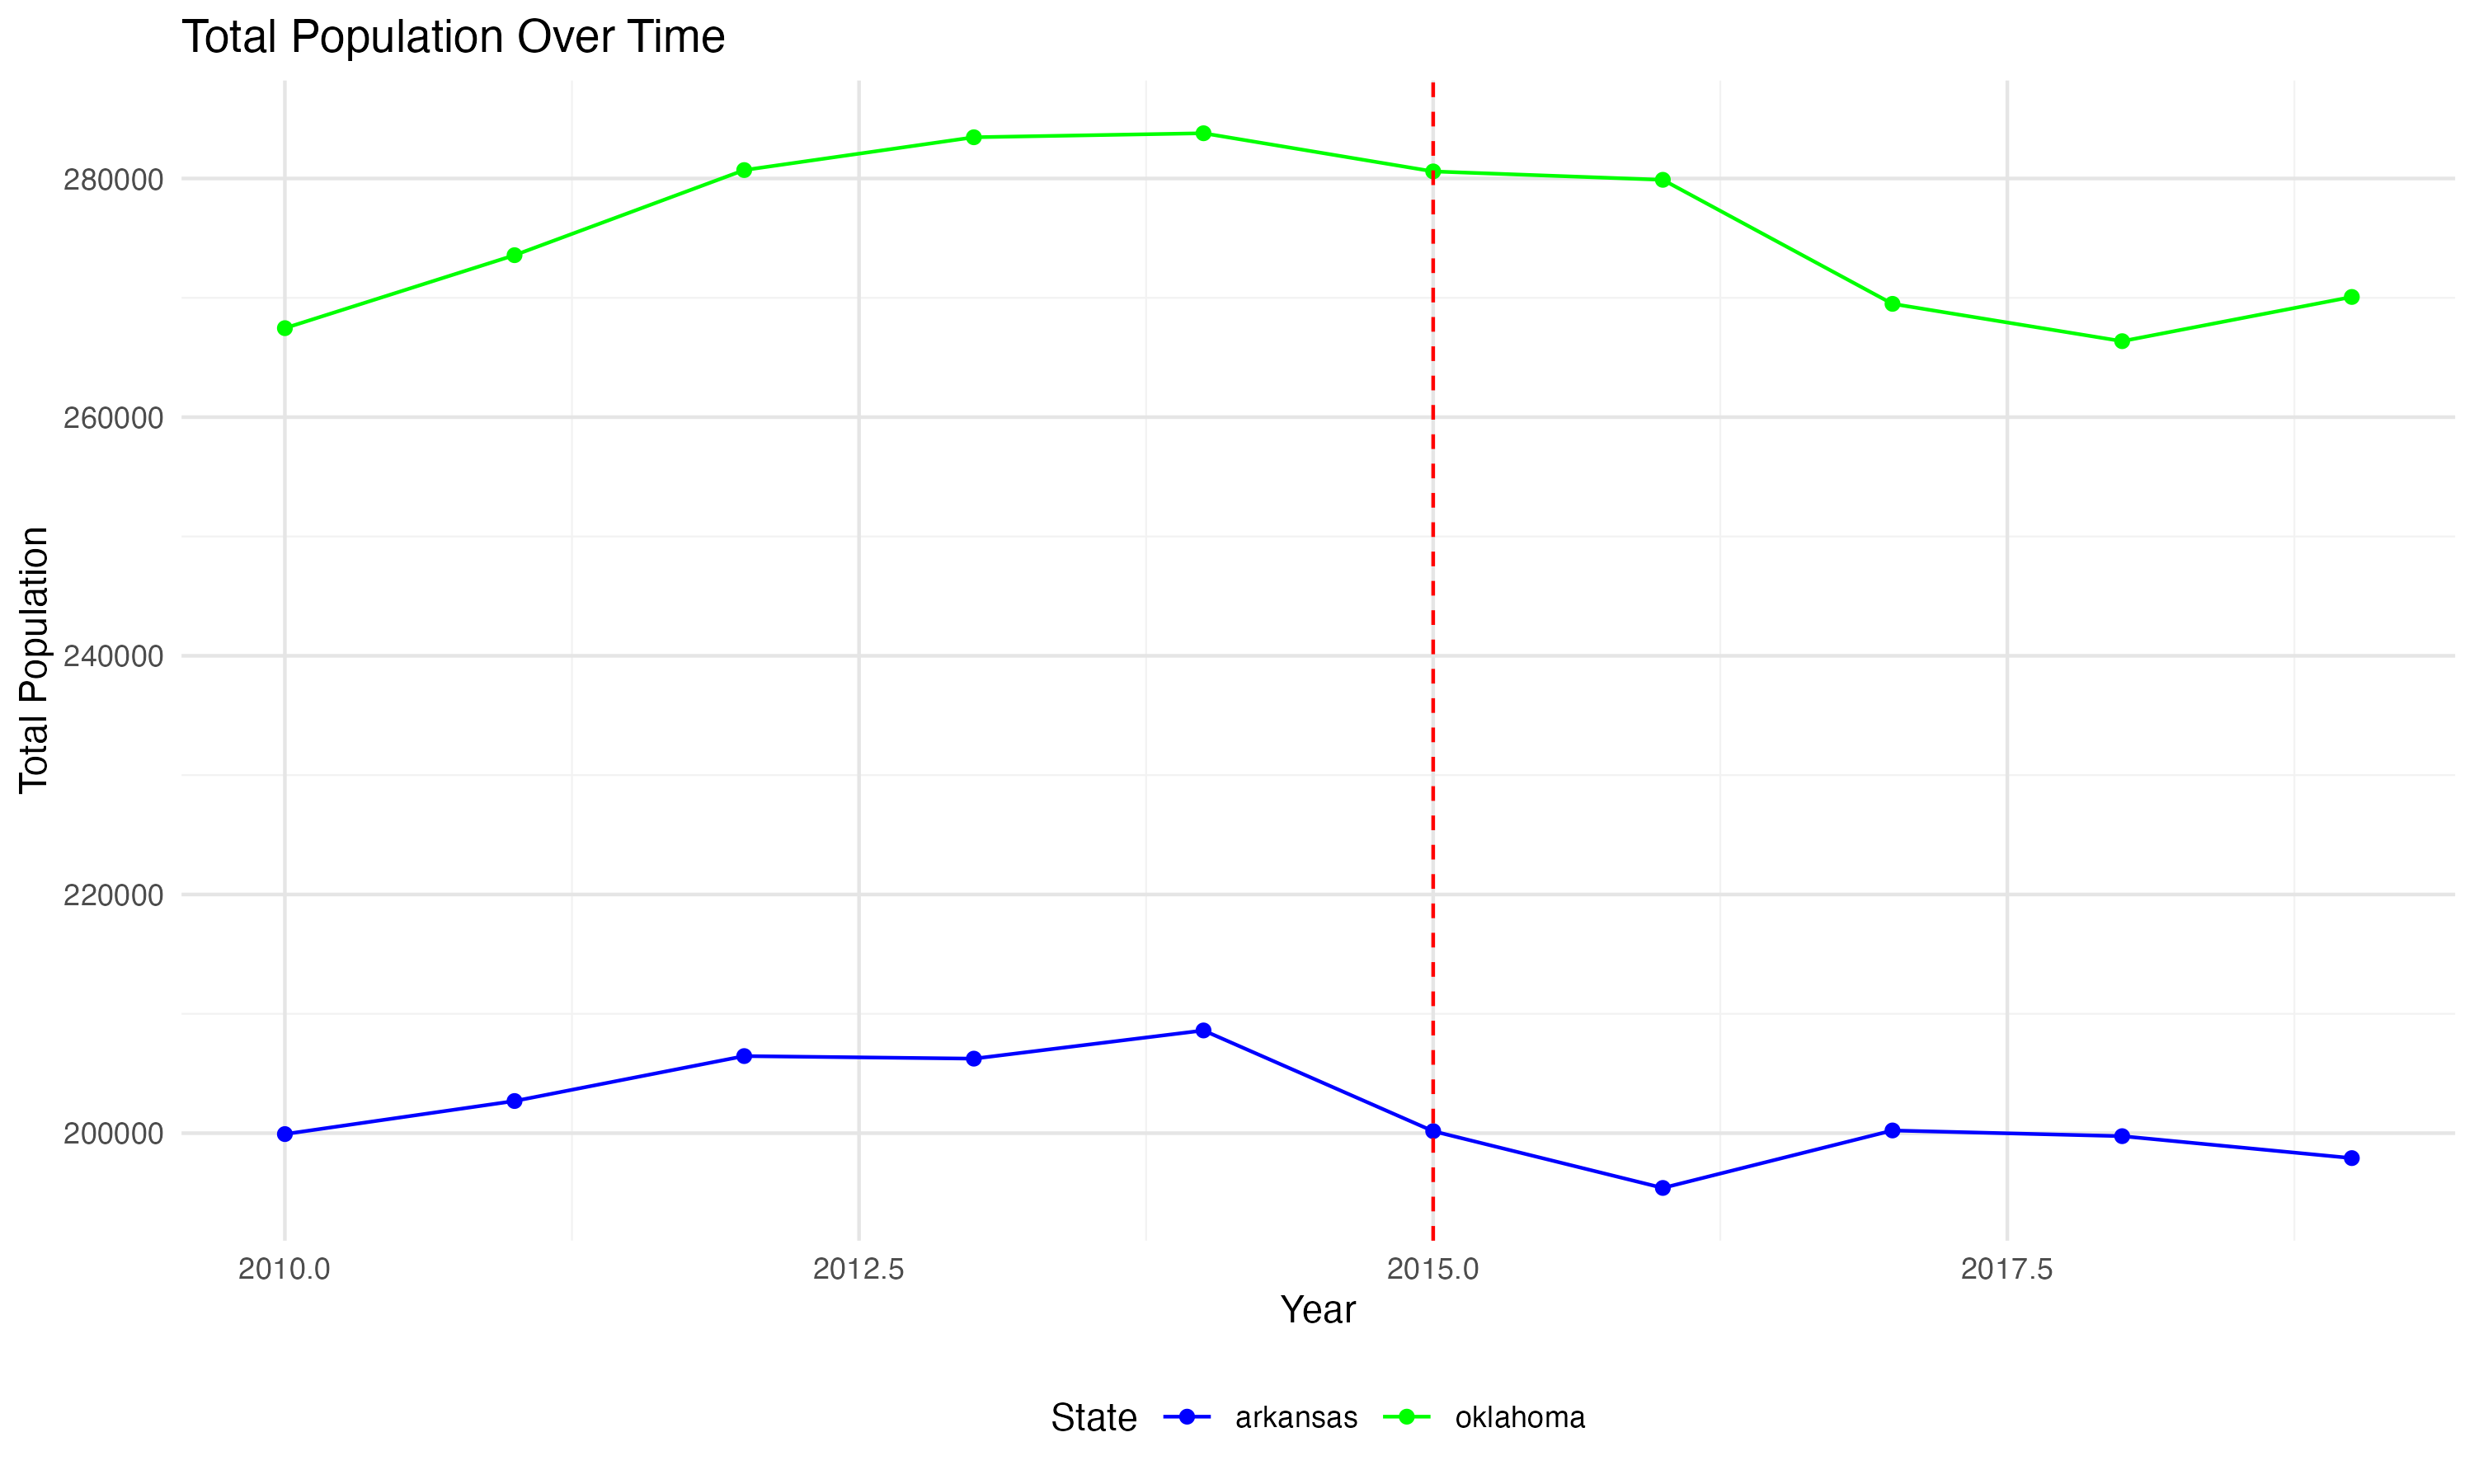 Total Population Over Time
Total Population
280000
260000
240000
220000
200000
2010.0 2012.5 2015.0 2017.5
Year
State arkansas oklahoma